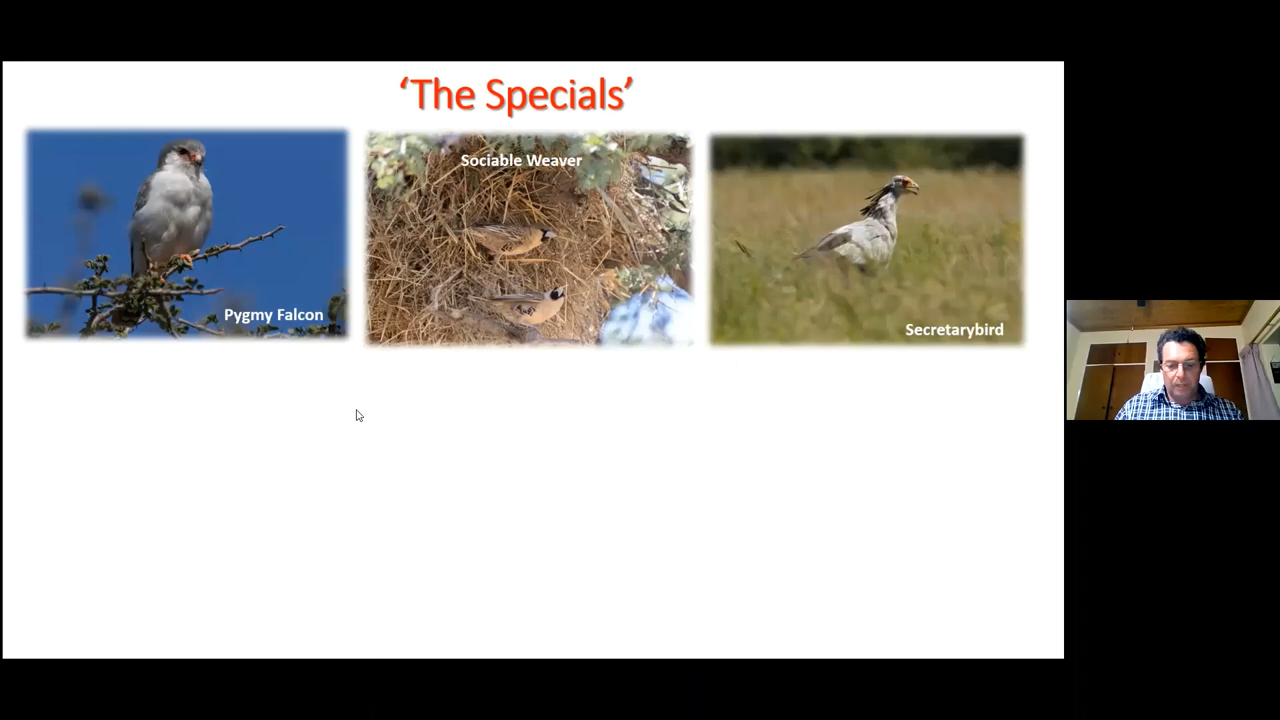 ‘The Specials’
Sociable Weaver
Pygmy Falcon
Secretarybird